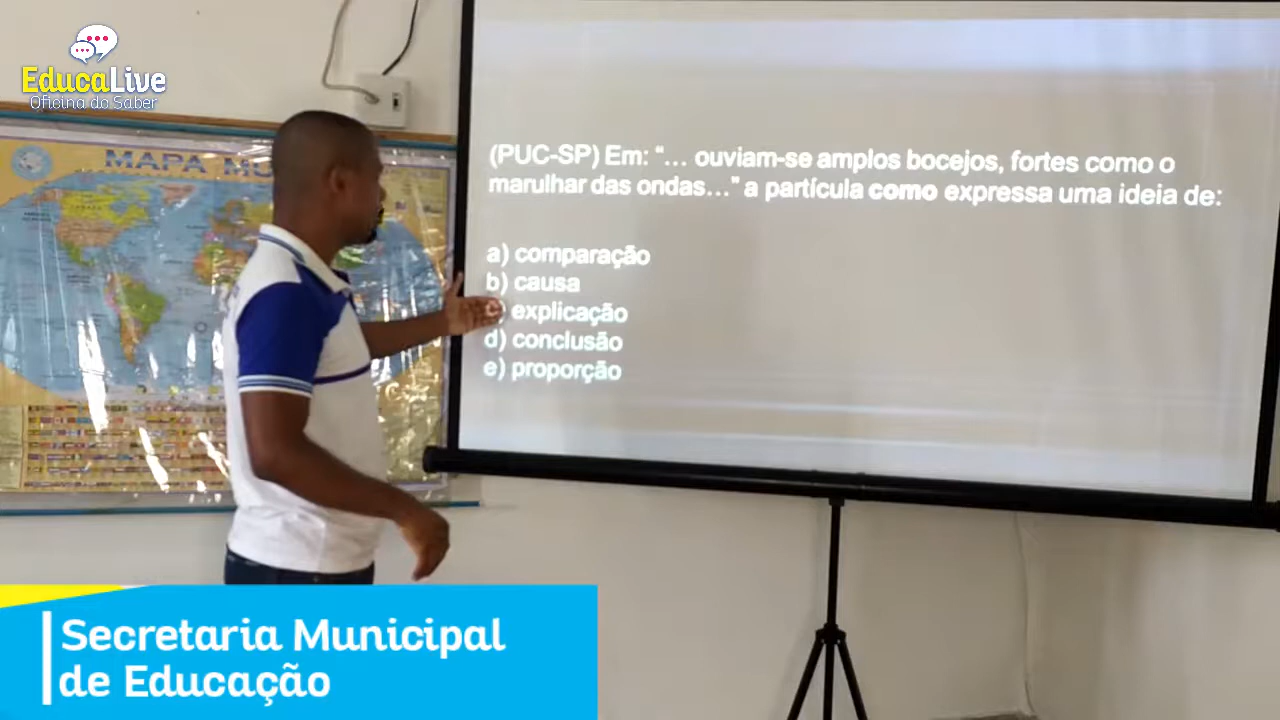 EducaLive
Oficina do Saber
MAPA MU
(PUC-SP) Em: “… ouviam-se amplos bocejos, fortes como o
marulhar das ondas…” a partícula como expressa uma ideia de:
a) comparação
b) causa
explicação
d) conclusão
e) proporção
Secretaria Municipal
de Educação